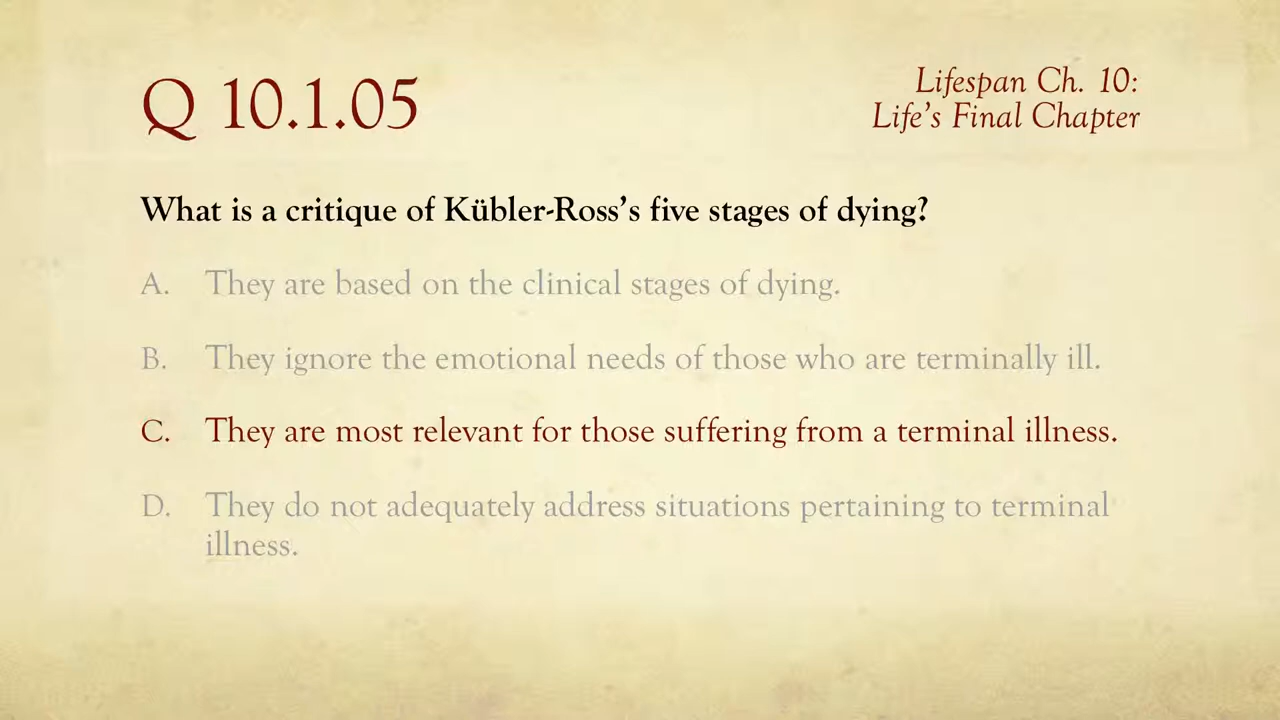 Q 10.1.05
Lifespan Ch. 10:
Life's Final Chapter
What is a critique of Kübler-Ross's five stages of dying?
A. They are based on the clinical stages of dying.
B. They ignore the emotional needs of those who are terminally ill.
C. They are most relevant for those suffering from a terminal illness.
D. They do not adequately address situations pertaining to terminal
illness.